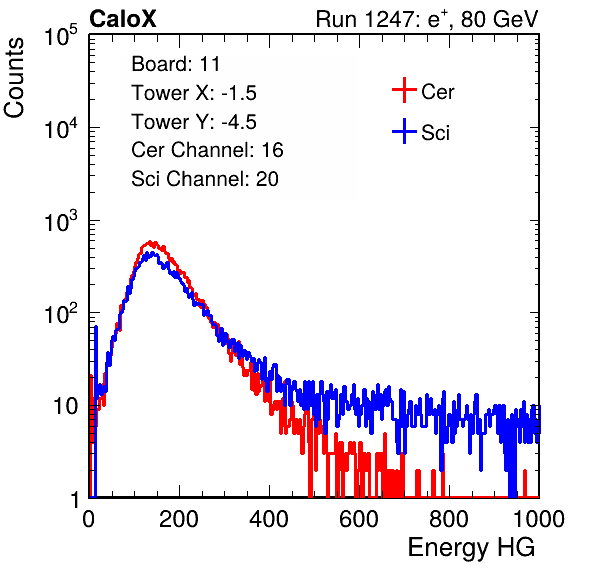 CaloX Run 1247: e⁺, 80 GeV
Counts
Board: 11
Tower X: -1.5
Tower Y: -4.5
Cer Channel: 16
Sci Channel: 20
Cer
Sci
10⁵
10⁴
10³
10²
10
1
0 200 400 600 800 1000
Energy HG